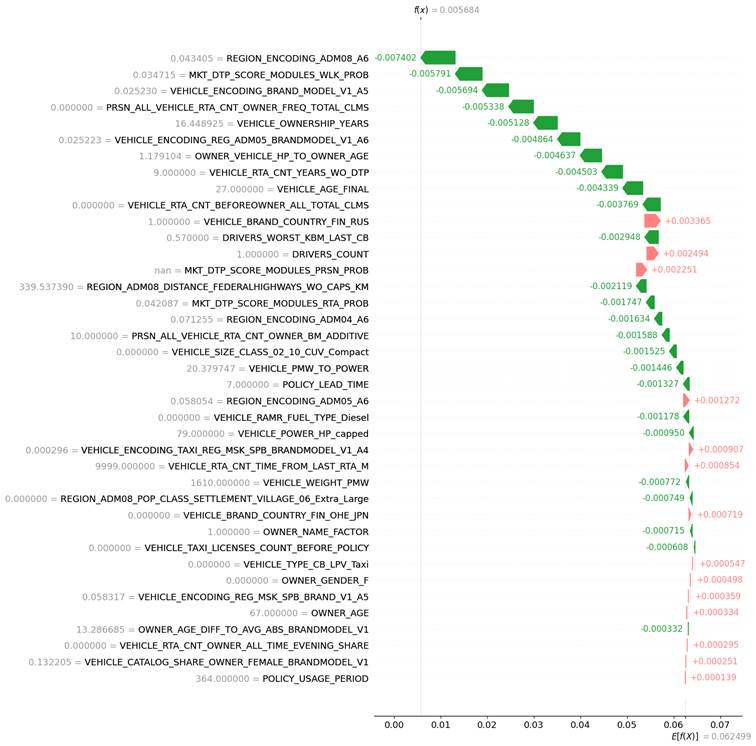 f(x) = 0.005684
0.043405 = REGION_ENCODING_ADM08_A6 -0.007402
0.034715 = MKT_DTP_SCORE_MODULES_WLK_PROB -0.005791
0.025230 = VEHICLE_ENCODING_BRAND_MODEL_V1_A5 -0.005694
0.000000 = PRSN_ALL_VEHICLE_RTA_CNT_OWNER_FREQ_TOTAL_CLMS -0.005338
16.448925 = VEHICLE_OWNERSHIP_YEARS -0.005128
0.025223 = VEHICLE_ENCODING_REG_ADM05_BRANDMODEL_V1_A6 -0.004864
1.179104 = OWNER_VEHICLE_HP_TO_OWNER_AGE -0.004637
9.000000 = VEHICLE_RTA_CNT_YEARS_WO_DTP -0.004503
27.000000 = VEHICLE_AGE_FINAL -0.004339
0.000000 = VEHICLE_RTA_CNT_BEFOREOWNER_ALL_TOTAL_CLMS -0.003769
1.000000 = VEHICLE_BRAND_COUNTRY_FIN_RUS +0.003365
0.570000 = DRIVERS_WORST_KBM_LAST_CB -0.002948
1.000000 = DRIVERS_COUNT +0.002494
nan = MKT_DTP_SCORE_MODULES_PRSN_PROB +0.002251
339.537390 = REGION_ADM08_DISTANCE_FEDERALHIGHWAYS_WO_CAPS_KM -0.002119
0.042087 = MKT_DTP_SCORE_MODULES_RTA_PROB -0.001747
0.071255 = REGION_ENCODING_ADM04_A6 -0.001634
10.000000 = PRSN_ALL_VEHICLE_RTA_CNT_OWNER_BM_ADDITIVE -0.001588
0.000000 = VEHICLE_SIZE_CLASS_02_10_CUV_Compact -0.001525
20.379747 = VEHICLE_PMW_TO_POWER -0.001446
7.000000 = POLICY_LEAD_TIME -0.001327
0.058054 = REGION_ENCODING_ADM05_A6 +0.001272
0.000000 = VEHICLE_RAMR_FUEL_TYPE_Diesel -0.001178
79.000000 = VEHICLE_POWER_HP_capped -0.000950
0.000296 = VEHICLE_ENCODING_TAXI_REG_MSK_SPB_BRANDMODEL_V1_A4 +0.000907
9999.000000 = VEHICLE_RTA_CNT_TIME_FROM_LAST_RTA_M +0.000854
1610.000000 = VEHICLE_WEIGHT_PMW -0.000772
0.000000 = REGION_ADM08_POP_CLASS_SETTLEMENT_VILLAGE_06_Extra_Large -0.000749
0.000000 = VEHICLE_BRAND_COUNTRY_FIN_OHE_JPN +0.000719
1.000000 = OWNER_NAME_FACTOR -0.000715
0.000000 = VEHICLE_TAXI_LICENSES_COUNT_BEFORE_POLICY -0.000608
0.000000 = VEHICLE_TYPE_CB_LPV_Taxi +0.000547
0.000000 = OWNER_GENDER_F +0.000498
0.058317 = VEHICLE_ENCODING_REG_MSK_SPB_BRAND_V1_A5 +0.000359
67.000000 = OWNER_AGE +0.000334
13.286685 = OWNER_AGE_DIFF_TO_AVG_ABS_BRANDMODEL_V1 -0.000332
0.000000 = VEHICLE_RTA_CNT_OWNER_ALL_TIME_EVENING_SHARE +0.000295
0.132205 = VEHICLE_CATALOG_SHARE_OWNER_FEMALE_BRANDMODEL_V1 +0.000251
364.000000 = POLICY_USAGE_PERIOD +0.000139
0.00 0.01 0.02 0.03 0.04 0.05 0.06 0.07
E[f(X)] = 0.062499